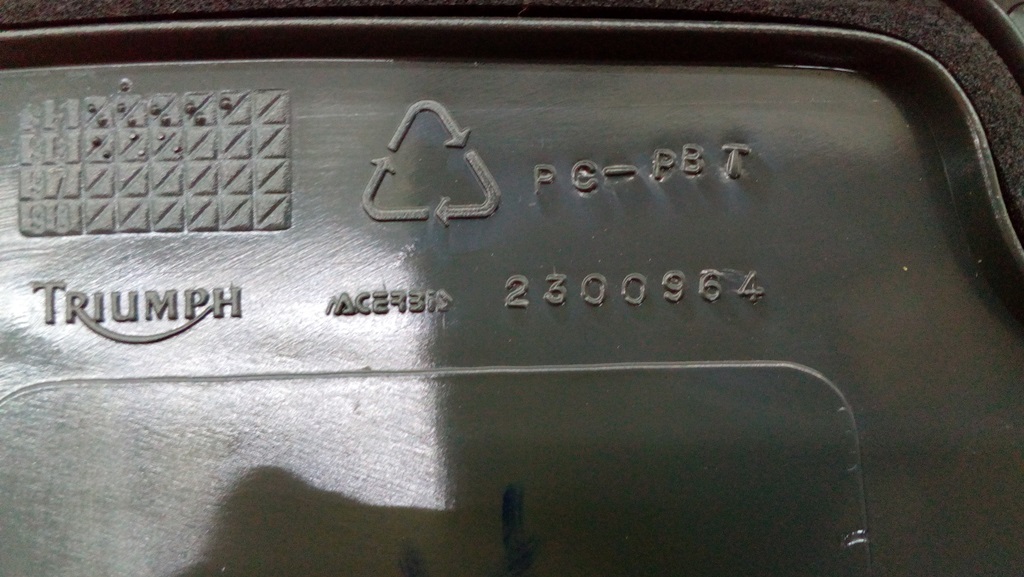 PC-PBT
TRIUMPH ACERBIS 2300964